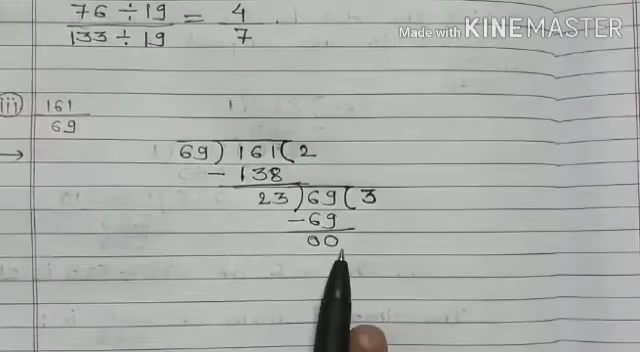 76 ÷ 19 = 4
133 ÷ 19 7
Made with KINEMASTER
iii) 161
69
→ 69 ) 161 ( 2
- 138
23 ) 69 ( 3
- 69
00